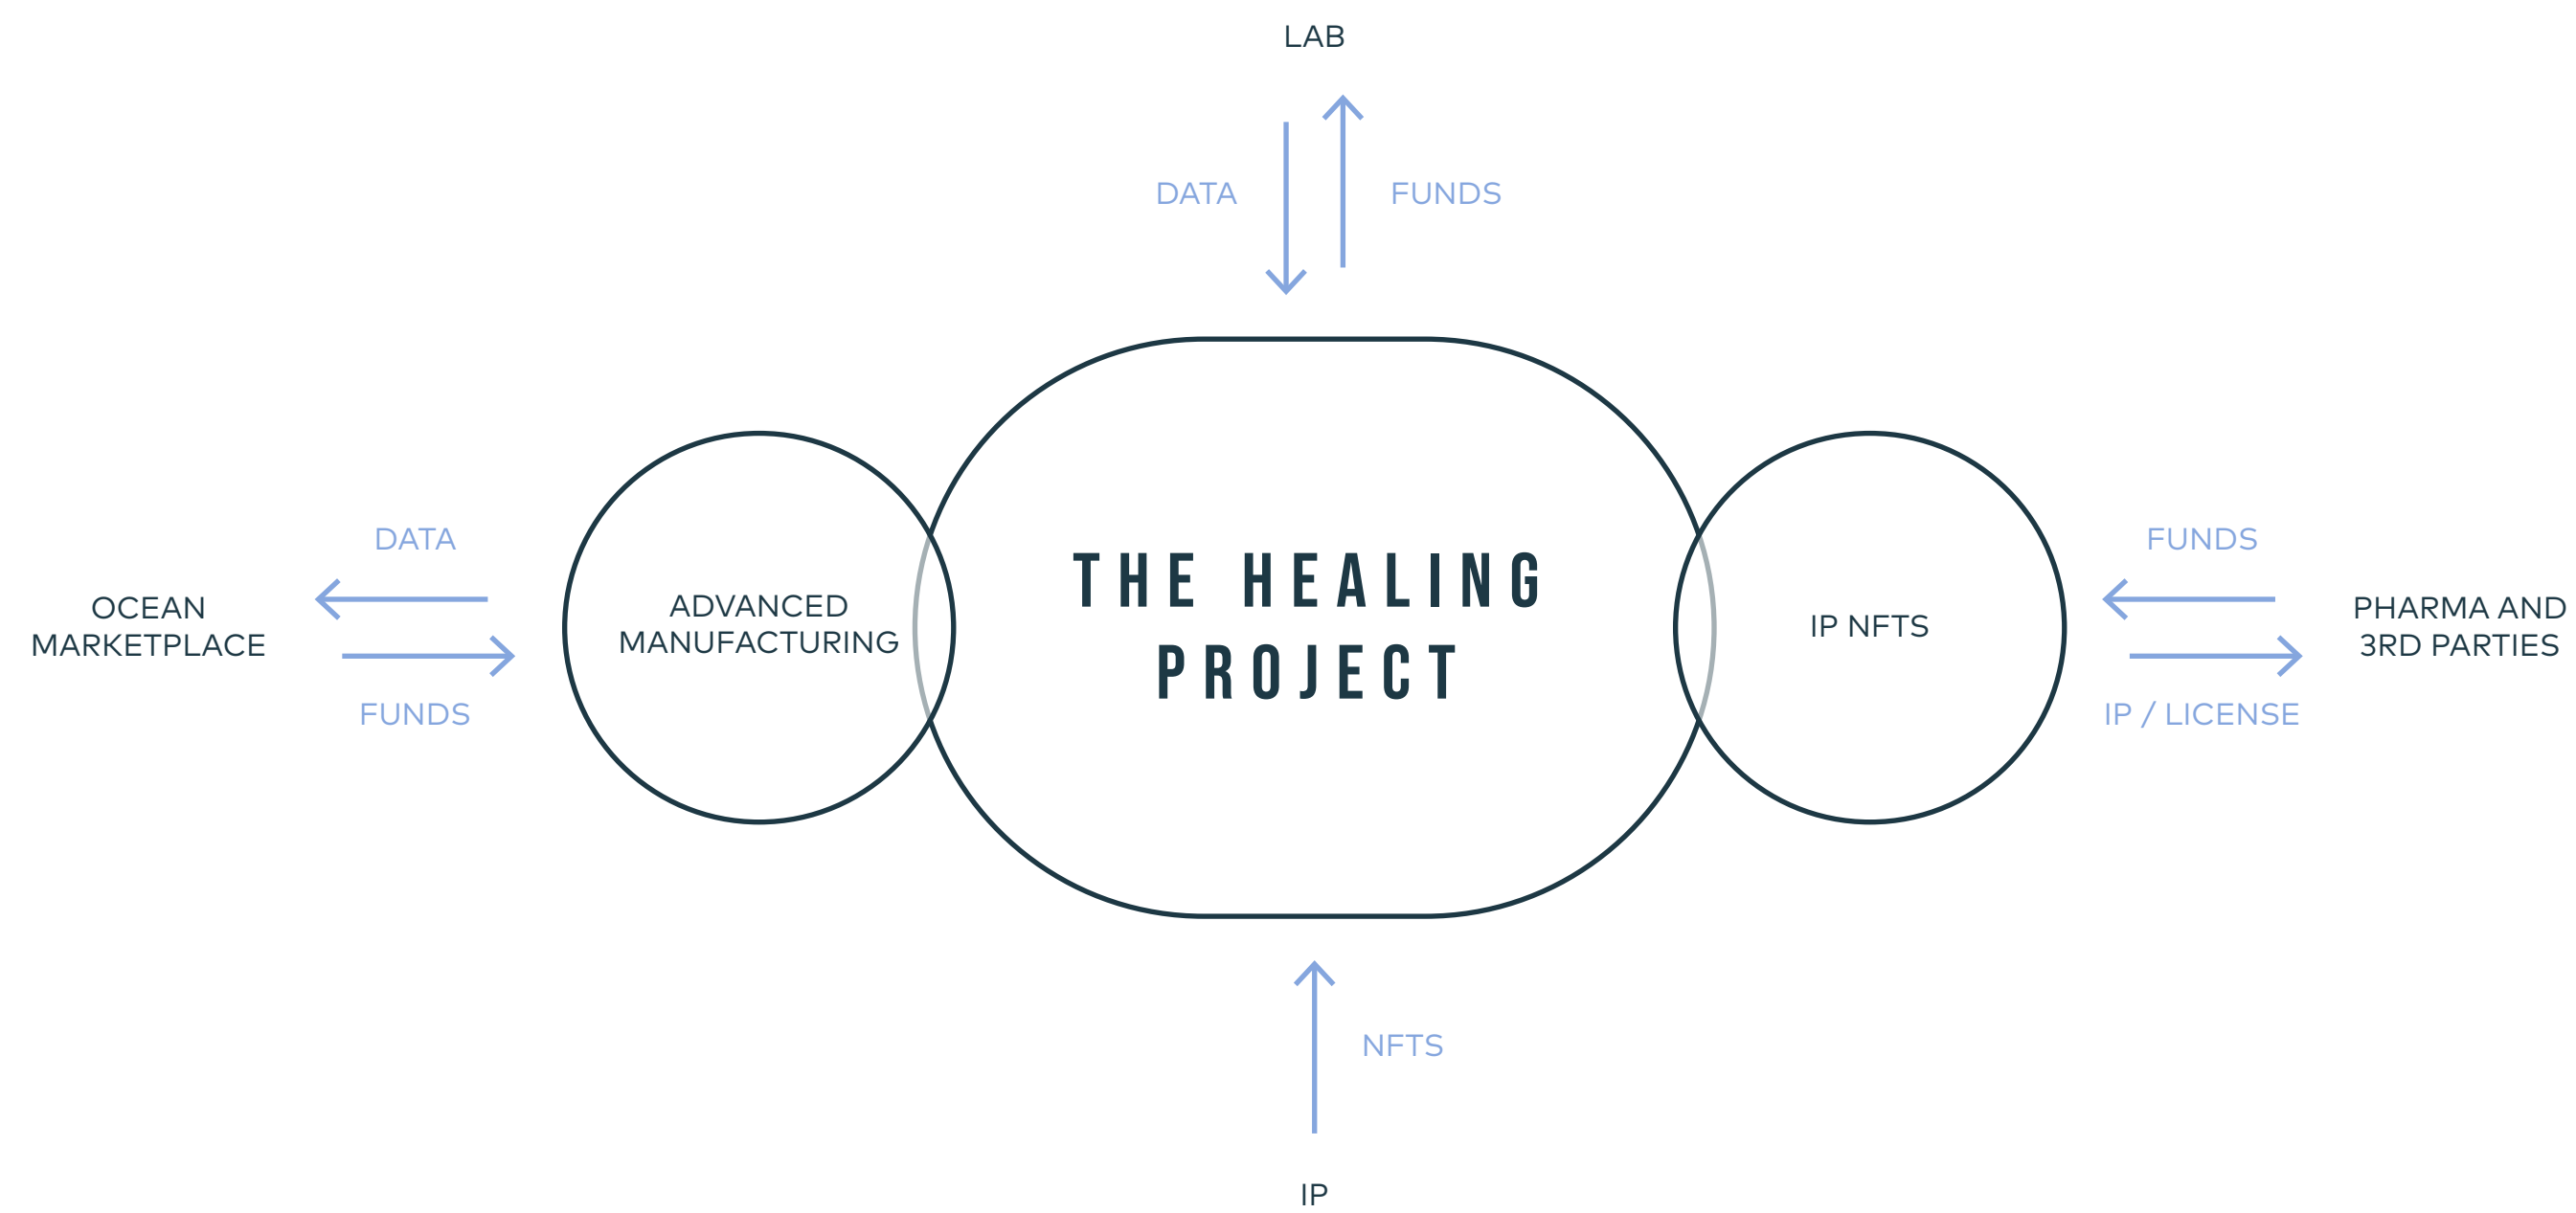 LAB
DATA
FUNDS
DATA
OCEAN
MARKETPLACE
FUNDS
ADVANCED
MANUFACTURING
THE HEALING
PROJECT
IP NFTS
FUNDS
IP / LICENSE
PHARMA AND
3RD PARTIES
NFTS
IP